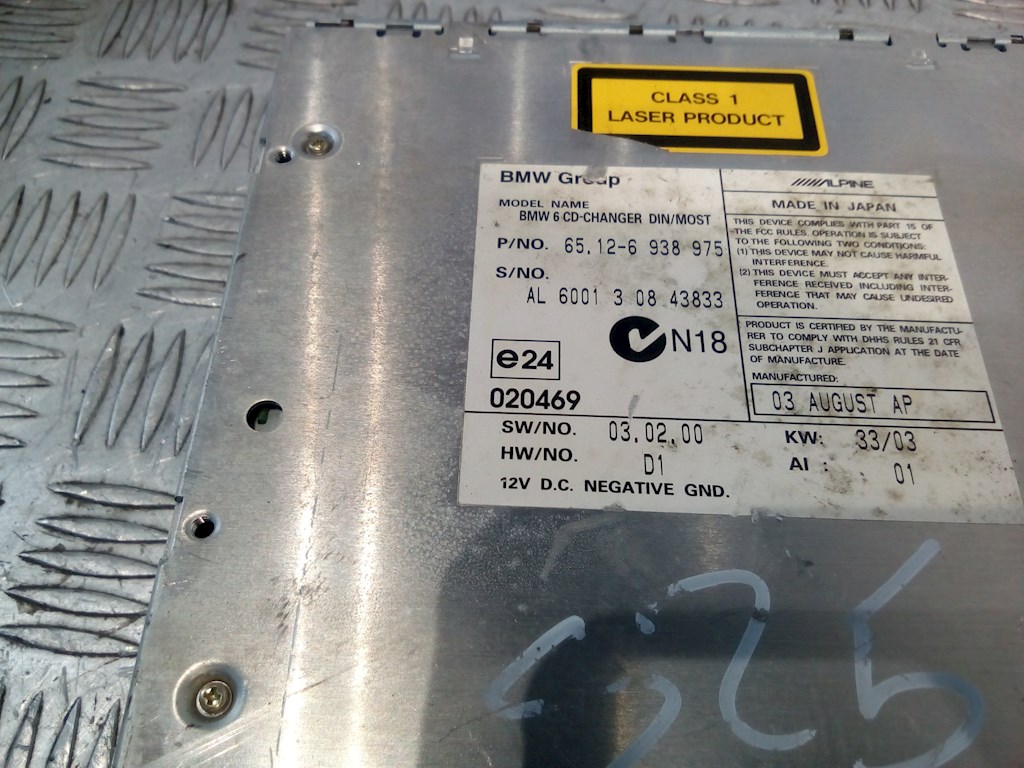 CLASS 1
LASER PRODUCT
BMW Group
MODEL NAME
BMW 6 CD-CHANGER DIN/MOST
P/NO. 65.12-6 938 975
S/NO.
AL 6001 3 08 43833
e24
N18
020469
SW/NO. 03.02.00
HW/NO. D1
12V D.C. NEGATIVE GND.
ALPINE
MADE IN JAPAN
THIS DEVICE COMPLIES WITH PART 15 OF
THE FCC RULES. OPERATION IS SUBJECT
TO THE FOLLOWING TWO CONDITIONS:
(1) THIS DEVICE MAY NOT CAUSE HARMFUL
INTERFERENCE.
(2) THIS DEVICE MUST ACCEPT ANY INTER-
FERENCE RECEIVED INCLUDING INTER-
FERENCE THAT MAY CAUSE UNDESIRED
OPERATION.
PRODUCT IS CERTIFIED BY THE MANUFACTU-
RER TO COMPLY WITH DHHS RULES 21 CFR
SUBCHAPTER J APPLICATION AT THE DATE
OF MANUFACTURE.
MANUFACTURED:
03 AUGUST AP
KW: 33/03
AI : 01